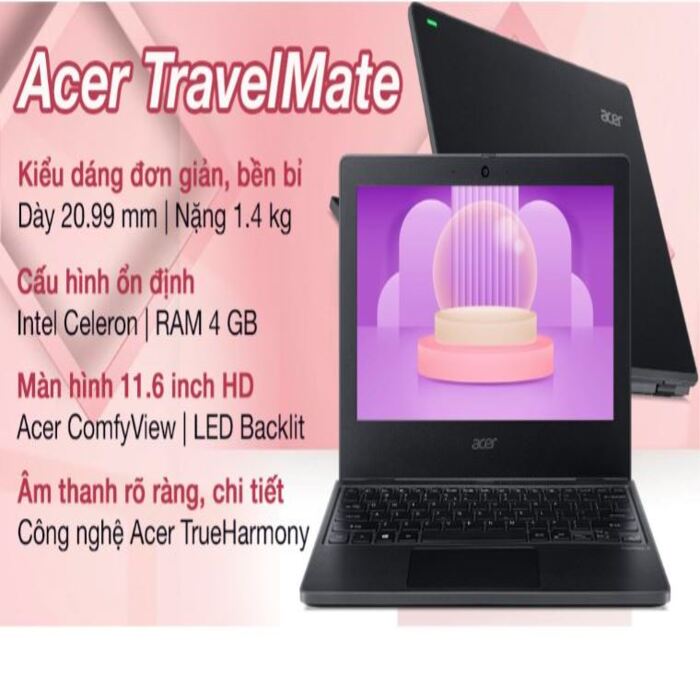 Acer TravelMate
Kiểu dáng đơn giản, bền bỉ
Dày 20.99 mm | Nặng 1.4 kg
Cấu hình ổn định
Intel Celeron | RAM 4 GB
Màn hình 11.6 inch HD
Acer ComfyView | LED Backlit
Âm thanh rõ ràng, chi tiết
Công nghệ Acer TrueHarmony
acer
acer